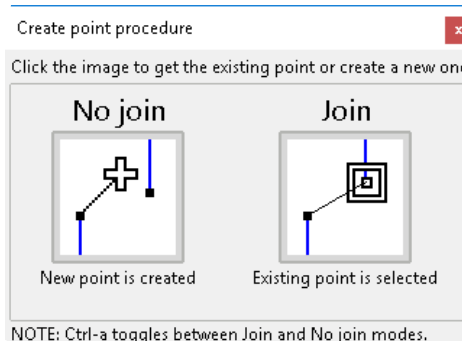 Create point procedure
x
Click the image to get the existing point or create a new one
No join Join
New point is created Existing point is selected
NOTE: Ctrl-a toggles between Join and No join modes.